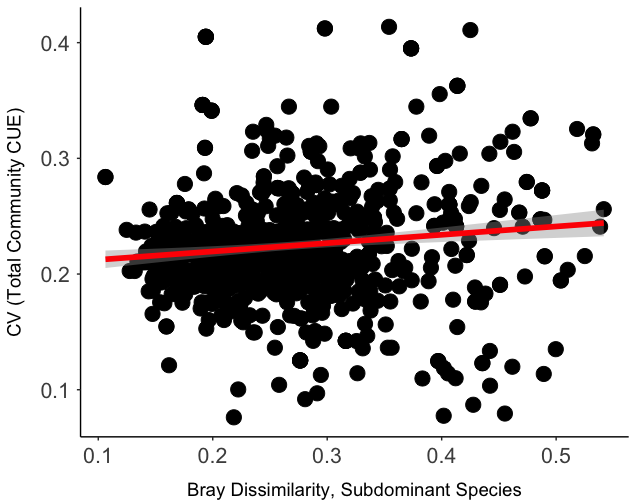 CV (Total Community CUE)
0.4
0.3
0.2
0.1
0.1 0.2 0.3 0.4 0.5
Bray Dissimilarity, Subdominant Species